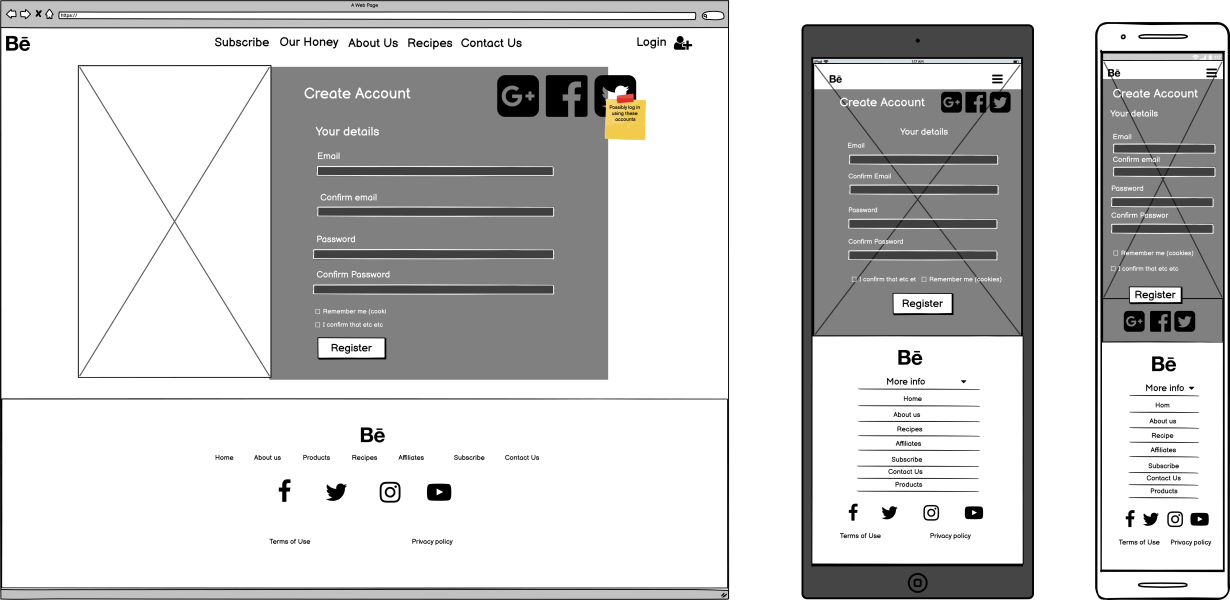 A Web Page
https://
Bē
Subscribe Our Honey About Us Recipes Contact Us
Login
Create Account
G+
Possibly log in
using these
accounts
Your details
Email
Confirm email
Password
Confirm Password
Remember me (cooki
I confirm that etc etc
Register
Bē
Home About us Products Recipes Affiliates Subscribe Contact Us
Terms of Use Privacy policy
iPad
Bē
Create Account
G+
Your details
Email
Confirm Email
Password
Confirm Password
I confirm that etc et Remember me (cookies)
Register
Bē
More info
Home
About us
Recipes
Affiliates
Subscribe
Contact Us
Products
Terms of Use Privacy policy
Bē
Create Account
Your details
Email
Confirm email
Password
Confirm Passwor
Remember me (cookies)
I confirm that etc etc
Register
G+
Bē
More info
Hom
About us
Recipe
Affiliates
Subscribe
Contact Us
Products
Terms of Use Privacy policy